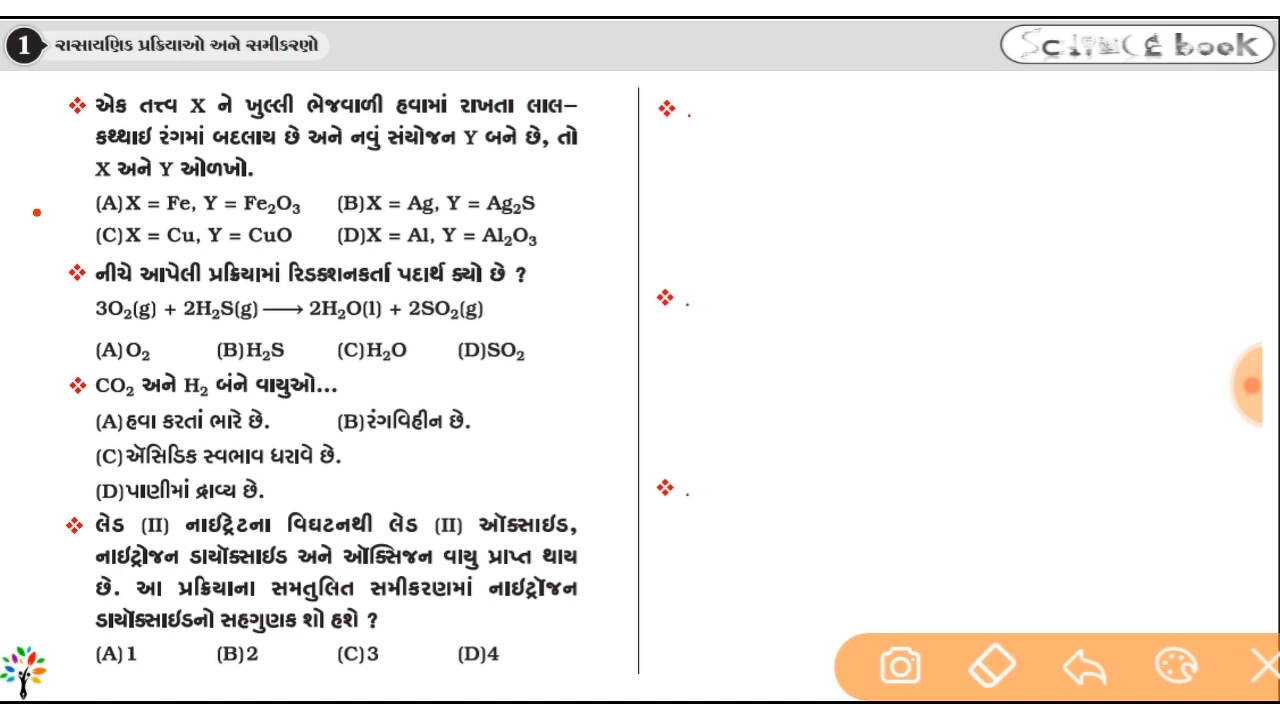 1 રાસાયણિક પ્રક્રિયાઓ અને સમીકરણો
book
❖ એક તત્ત્વ X ને ખુલ્લી ભેજવાળી હવામાં રાખતા લાલ–
કથ્થાઈ રંગમાં બદલાય છે અને નવું સંયોજન Y બને છે, તો
X અને Y ઓળખો.
(A) X = Fe, Y = Fe₂O₃ (B) X = Ag, Y = Ag₂S
(C) X = Cu, Y = CuO (D) X = Al, Y = Al₂O₃
❖ નીચે આપેલી પ્રક્રિયામાં રિડક્શનકર્તા પદાર્થ ક્યો છે ?
3O₂(g) + 2H₂S(g) ⟶ 2H₂O(l) + 2SO₂(g)
(A) O₂ (B) H₂S (C) H₂O (D) SO₂
❖ CO₂ અને H₂ બંને વાયુઓ...
(A) હવા કરતાં ભારે છે. (B) રંગવિહીન છે.
(C) ઍસિડિક સ્વભાવ ધરાવે છે.
(D) પાણીમાં દ્રાવ્ય છે.
❖ લેડ (II) નાઇટ્રેટના વિઘટનથી લેડ (II) ઑક્સાઇડ,
નાઇટ્રોજન ડાયૉક્સાઇડ અને ઑક્સિજન વાયુ પ્રાપ્ત થાય
છે. આ પ્રક્રિયાના સમતુલિત સમીકરણમાં નાઇટ્રૉજન
ડાયૉક્સાઇડનો સહગુણક શો હશે ?
(A) 1 (B) 2 (C) 3 (D) 4
❖ .
❖ .
❖ .